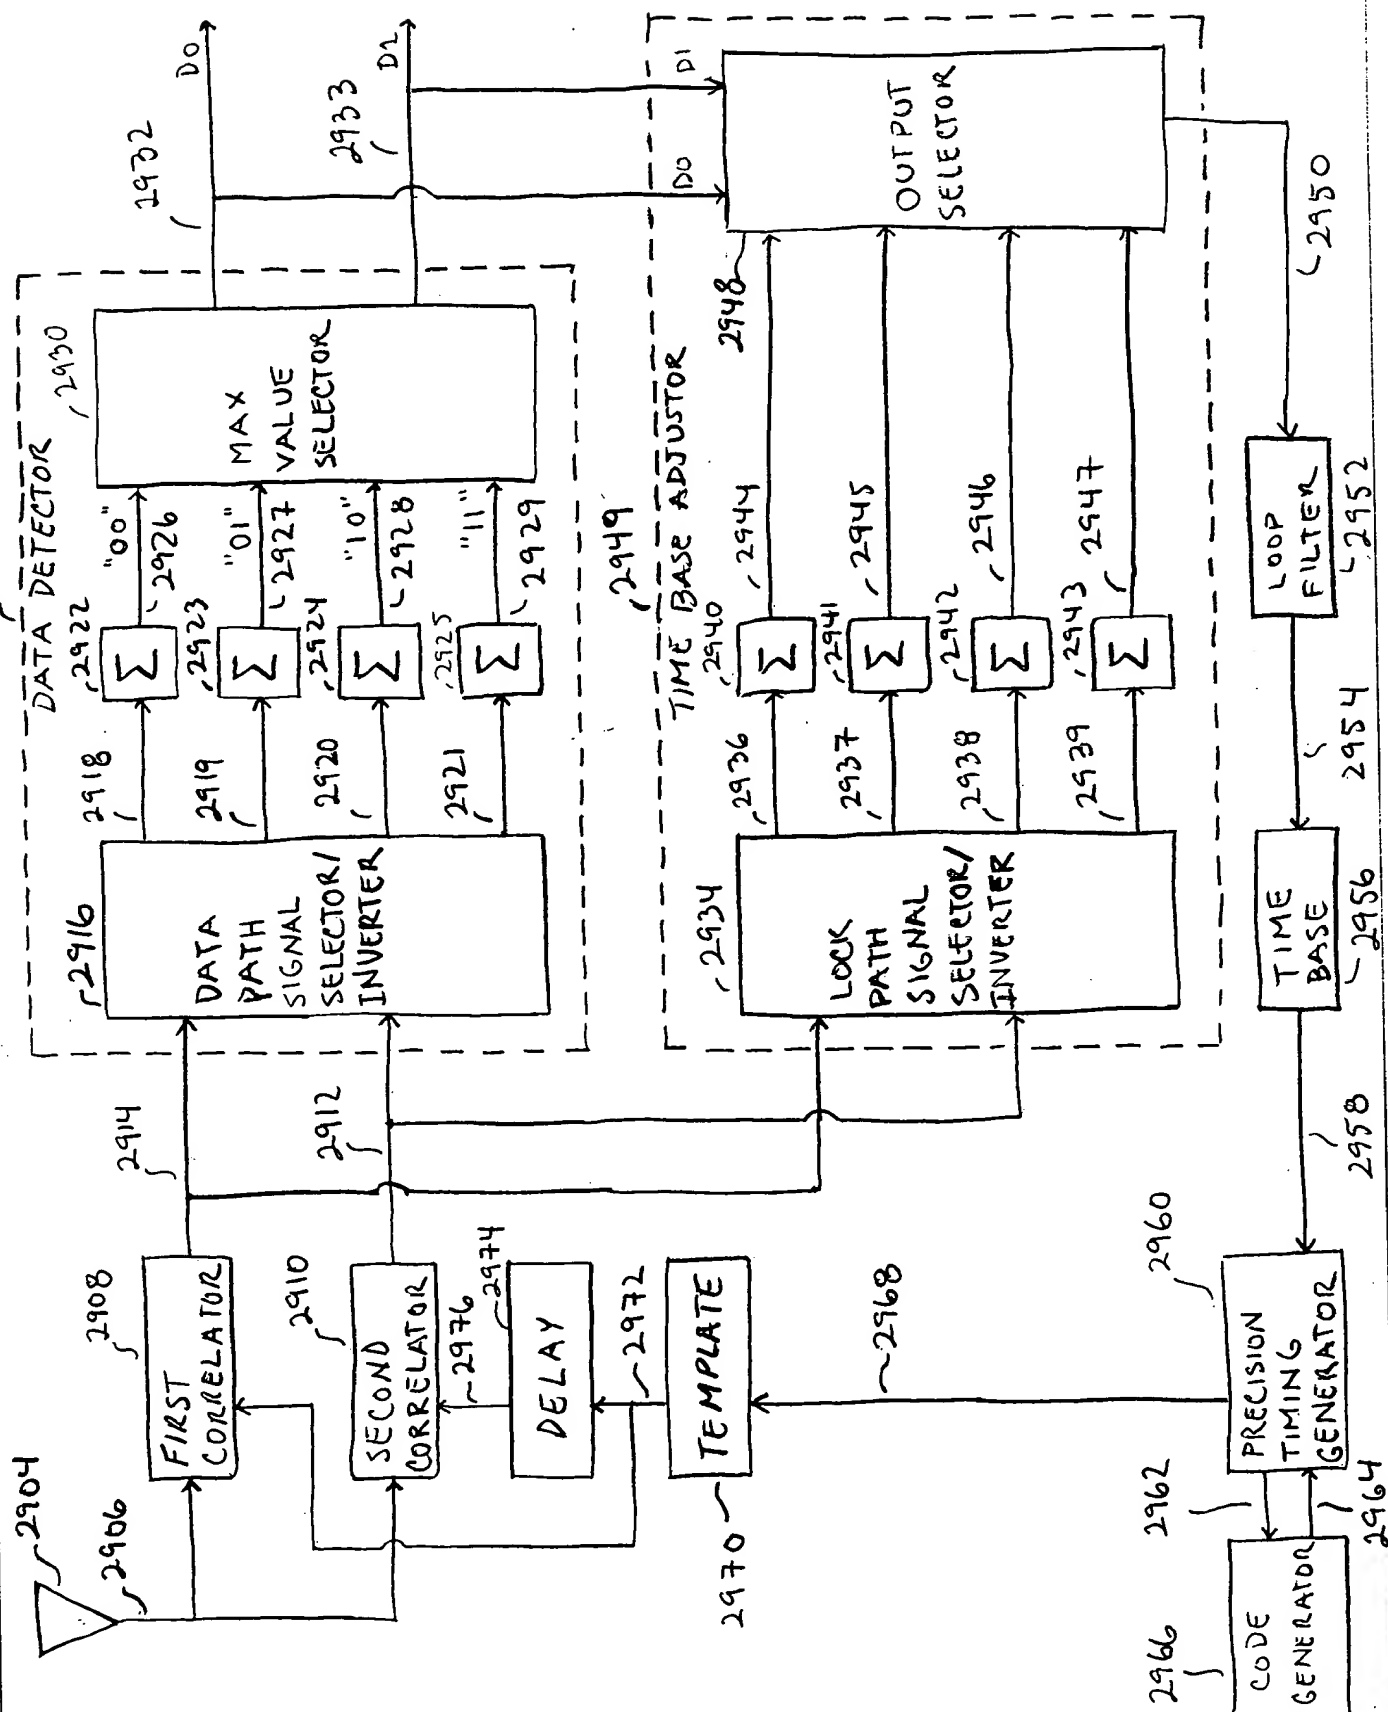 2904
2906
2908
FIRST
CORRELATOR
2910
SECOND
CORRELATOR
2976
2974
DELAY
2972
TEMPLATE
2970
2968
2914
2912
DATA DETECTOR
2916
DATA
PATH
SIGNAL
SELECTOR/
INVERTER
2918
2919
2920
2921
2922
Σ
2923
Σ
2924
Σ
2925
Σ
"00"
2926
"01"
2927
"10"
2928
"11"
2929
2930
MAX
VALUE
SELECTOR
2932
D0
2933
D1
2949
TIME BASE ADJUSTOR
2934
LOCK
PATH
SIGNAL
SELECTOR/
INVERTER
2936
2937
2938
2939
2940
Σ
2941
Σ
2942
Σ
2943
Σ
2944
2945
2946
2947
2948
D0
D1
OUTPUT
SELECTOR
2950
LOOP
FILTER
2952
2954
TIME
BASE
2956
2958
2960
PRECISION
TIMING
GENERATOR
2962
2964
CODE
GENERATOR
2966